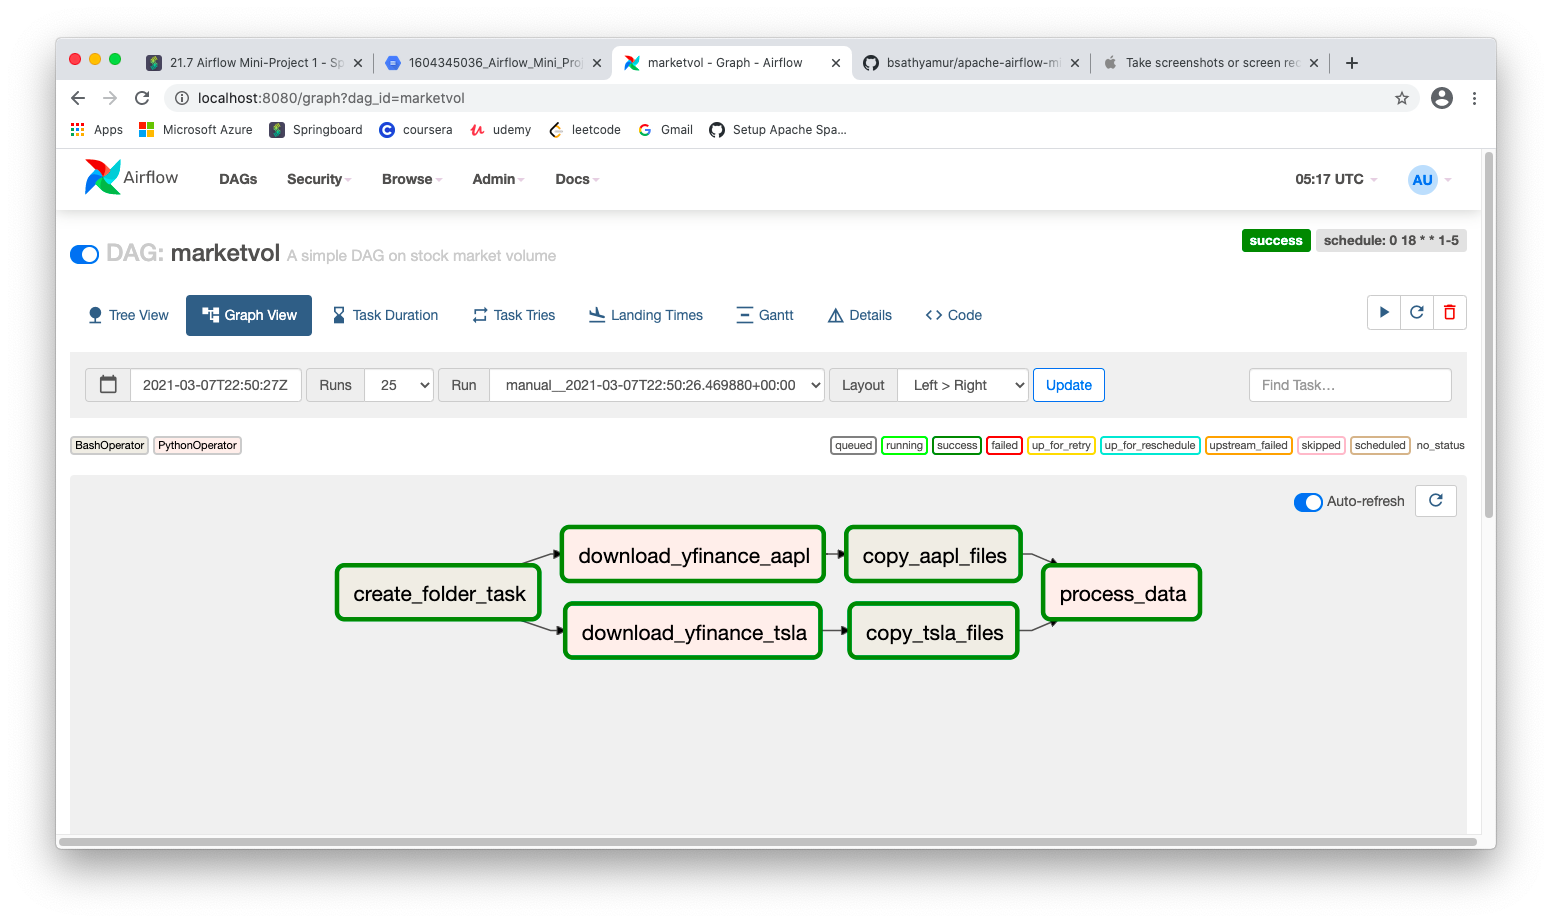 21.7 Airflow Mini-Project 1 - Sp
1604345036_Airflow_Mini_Proj
marketvol - Graph - Airflow
bsathyamur/apache-airflow-mi
Take screenshots or screen rec
localhost:8080/graph?dag_id=marketvol
Apps Microsoft Azure Springboard coursera udemy leetcode Gmail Setup Apache Spa...
Airflow DAGs Security Browse Admin Docs 05:17 UTC AU
DAG: marketvol A simple DAG on stock market volume success schedule: 0 18 * * 1-5
Tree View Graph View Task Duration Task Tries Landing Times Gantt Details Code
2021-03-07T22:50:27Z Runs 25 Run manual__2021-03-07T22:50:26.469880+00:00 Layout Left > Right Update Find Task...
BashOperator PythonOperator queued running success failed up_for_retry up_for_reschedule upstream_failed skipped scheduled no_status
Auto-refresh
download_yfinance_aapl copy_aapl_files
create_folder_task process_data
download_yfinance_tsla copy_tsla_files